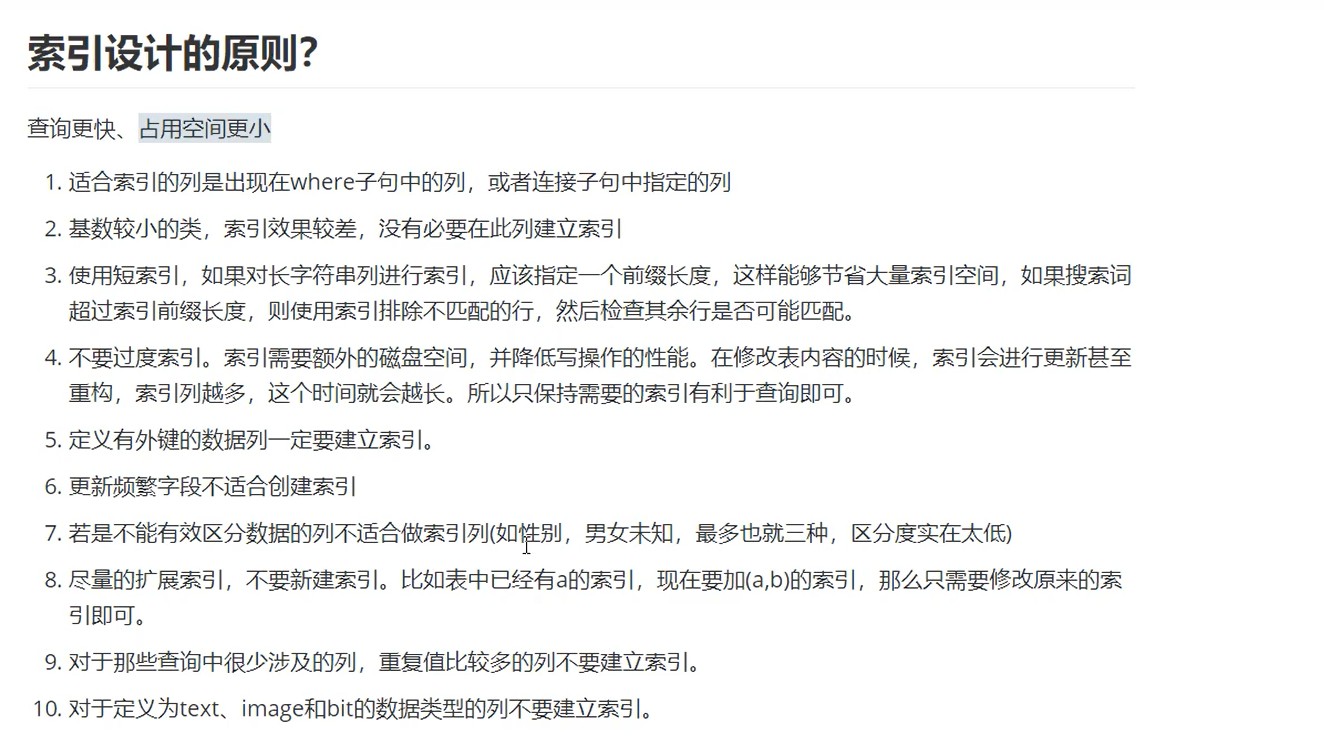 索引设计的原则？
查询更快、占用空间更小
1. 适合索引的列是出现在where子句中的列，或者连接子句中指定的列
2. 基数较小的类，索引效果较差，没有必要在此列建立索引
3. 使用短索引，如果对长字符串列进行索引，应该指定一个前缀长度，这样能够节省大量索引空间，如果搜索词
超过索引前缀长度，则使用索引排除不匹配的行，然后检查其余行是否可能匹配。
4. 不要过度索引。索引需要额外的磁盘空间，并降低写操作的性能。在修改表内容的时候，索引会进行更新甚至
重构，索引列越多，这个时间就会越长。所以只保持需要的索引有利于查询即可。
5. 定义有外键的数据列一定要建立索引。
6. 更新频繁字段不适合创建索引
7. 若是不能有效区分数据的列不适合做索引列(如性别，男女未知，最多也就三种，区分度实在太低)
8. 尽量的扩展索引，不要新建索引。比如表中已经有a的索引，现在要加(a,b)的索引，那么只需要修改原来的索
引即可。
9. 对于那些查询中很少涉及的列，重复值比较多的列不要建立索引。
10. 对于定义为text、image和bit的数据类型的列不要建立索引。